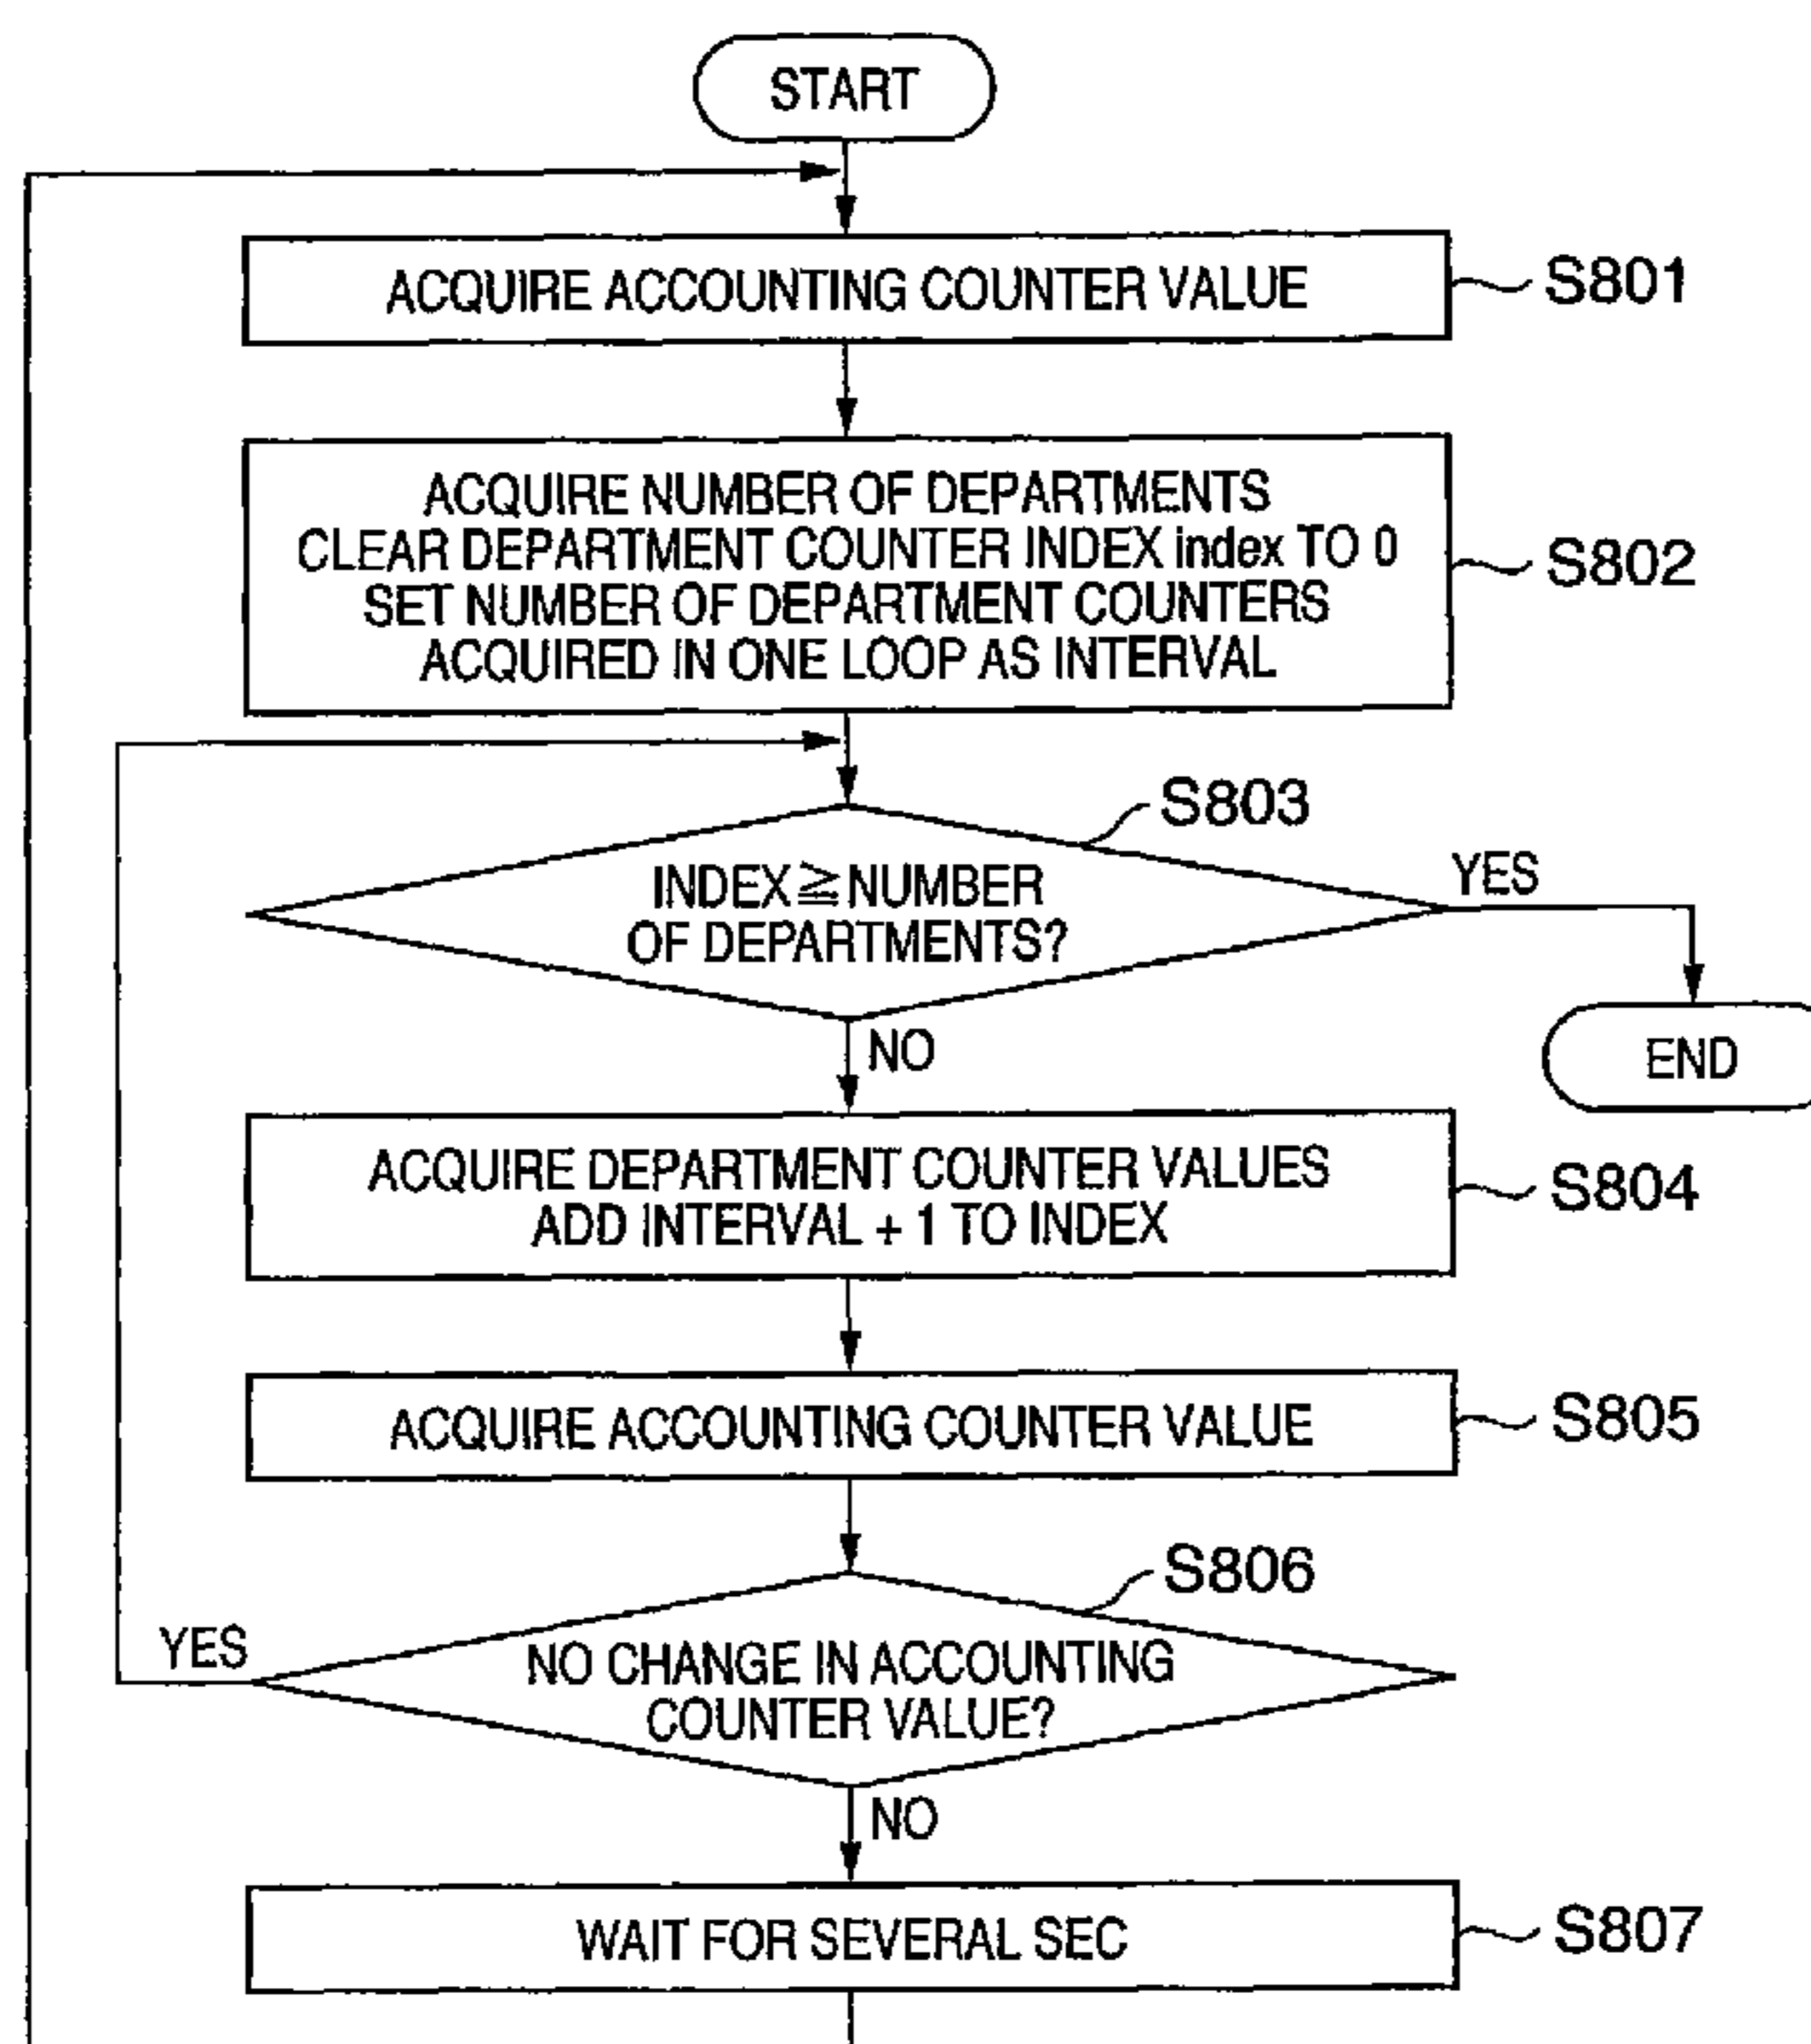 START
ACQUIRE ACCOUNTING COUNTER VALUE
S801
ACQUIRE NUMBER OF DEPARTMENTS
CLEAR DEPARTMENT COUNTER INDEX index TO 0
SET NUMBER OF DEPARTMENT COUNTERS
ACQUIRED IN ONE LOOP AS INTERVAL
S802
S803
INDEX≧NUMBER
OF DEPARTMENTS?
YES
NO
END
ACQUIRE DEPARTMENT COUNTER VALUES
ADD INTERVAL + 1 TO INDEX
S804
ACQUIRE ACCOUNTING COUNTER VALUE
S805
S806
NO CHANGE IN ACCOUNTING
COUNTER VALUE?
YES
NO
WAIT FOR SEVERAL SEC
S807